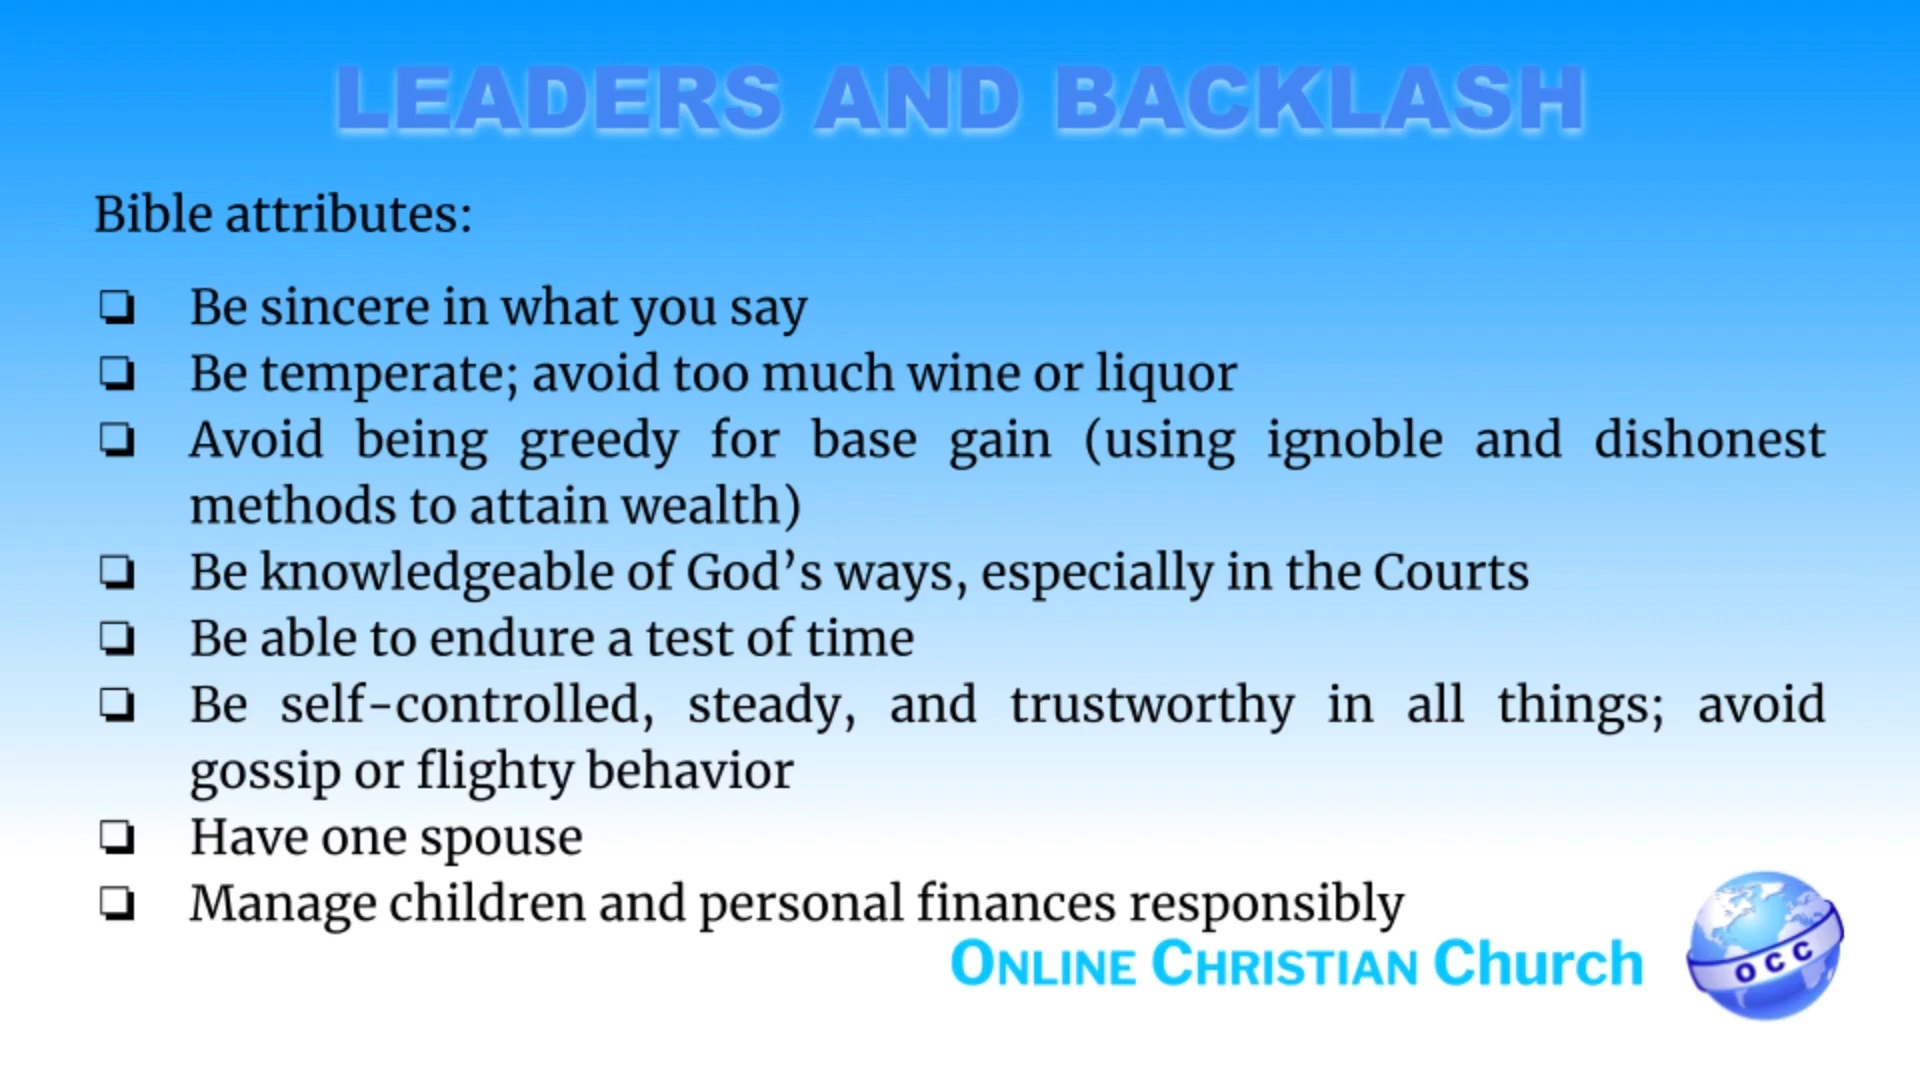 LEADERS AND BACKLASH
Bible attributes:
❏ Be sincere in what you say
❏ Be temperate; avoid too much wine or liquor
❏ Avoid being greedy for base gain (using ignoble and dishonest
methods to attain wealth)
❏ Be knowledgeable of God’s ways, especially in the Courts
❏ Be able to endure a test of time
❏ Be self-controlled, steady, and trustworthy in all things; avoid
gossip or flighty behavior
❏ Have one spouse
❏ Manage children and personal finances responsibly
ONLINE CHRISTIAN Church
OCC